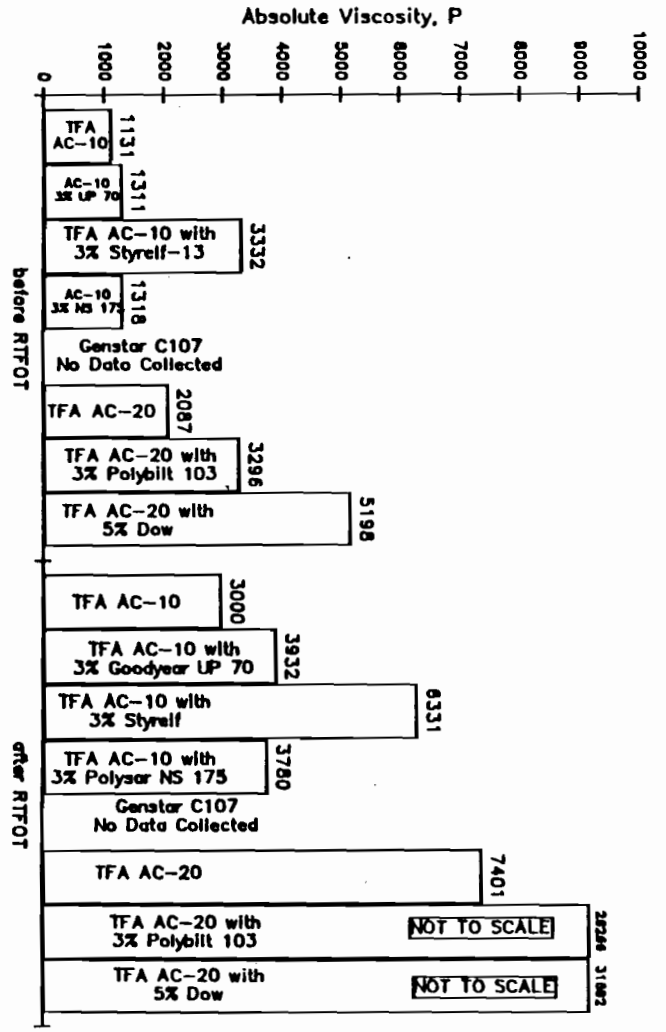 Absolute Viscosity, P
0
1000
2000
3000
4000
5000
6000
7000
8000
9000
10000
before RTFOT
TFA
AC-10
1131
AC-10
3% UP 70
1311
TFA AC-10 with
3% Styrelf-13
3332
AC-10
3% NS 175
1318
Genstar C107
No Data Collected
TFA AC-20
2087
TFA AC-20 with
3% Polybilt 103
3296
TFA AC-20 with
5% Dow
5198
after RTFOT
TFA AC-10
3000
TFA AC-10 with
3% Goodyear UP 70
3932
TFA AC-10 with
3% Styrelf
6331
TFA AC-10 with
3% Polysar NS 175
3780
Genstar C107
No Data Collected
TFA AC-20
7401
TFA AC-20 with
3% Polybilt 103
NOT TO SCALE
TFA AC-20 with
5% Dow
NOT TO SCALE